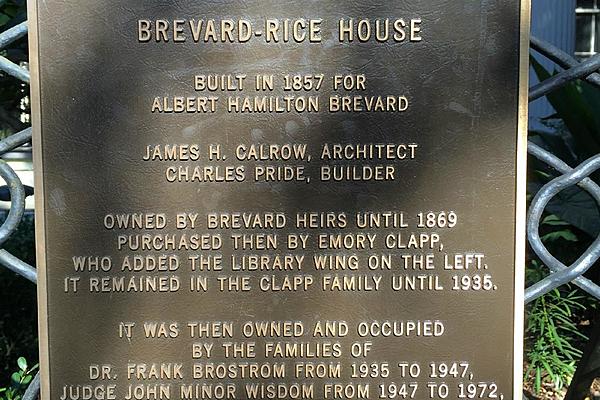 BREVARD-RICE HOUSE
BUILT IN 1857 FOR
ALBERT HAMILTON BREVARD
JAMES H. CALROW, ARCHITECT
CHARLES PRIDE, BUILDER
OWNED BY BREVARD HEIRS UNTIL 1869
PURCHASED THEN BY EMORY CLAPP,
WHO ADDED THE LIBRARY WING ON THE LEFT.
IT REMAINED IN THE CLAPP FAMILY UNTIL 1935.
IT WAS THEN OWNED AND OCCUPIED
BY THE FAMILIES OF
DR. FRANK BROSTROM FROM 1935 TO 1947,
JUDGE JOHN MINOR WISDOM FROM 1947 TO 1972,